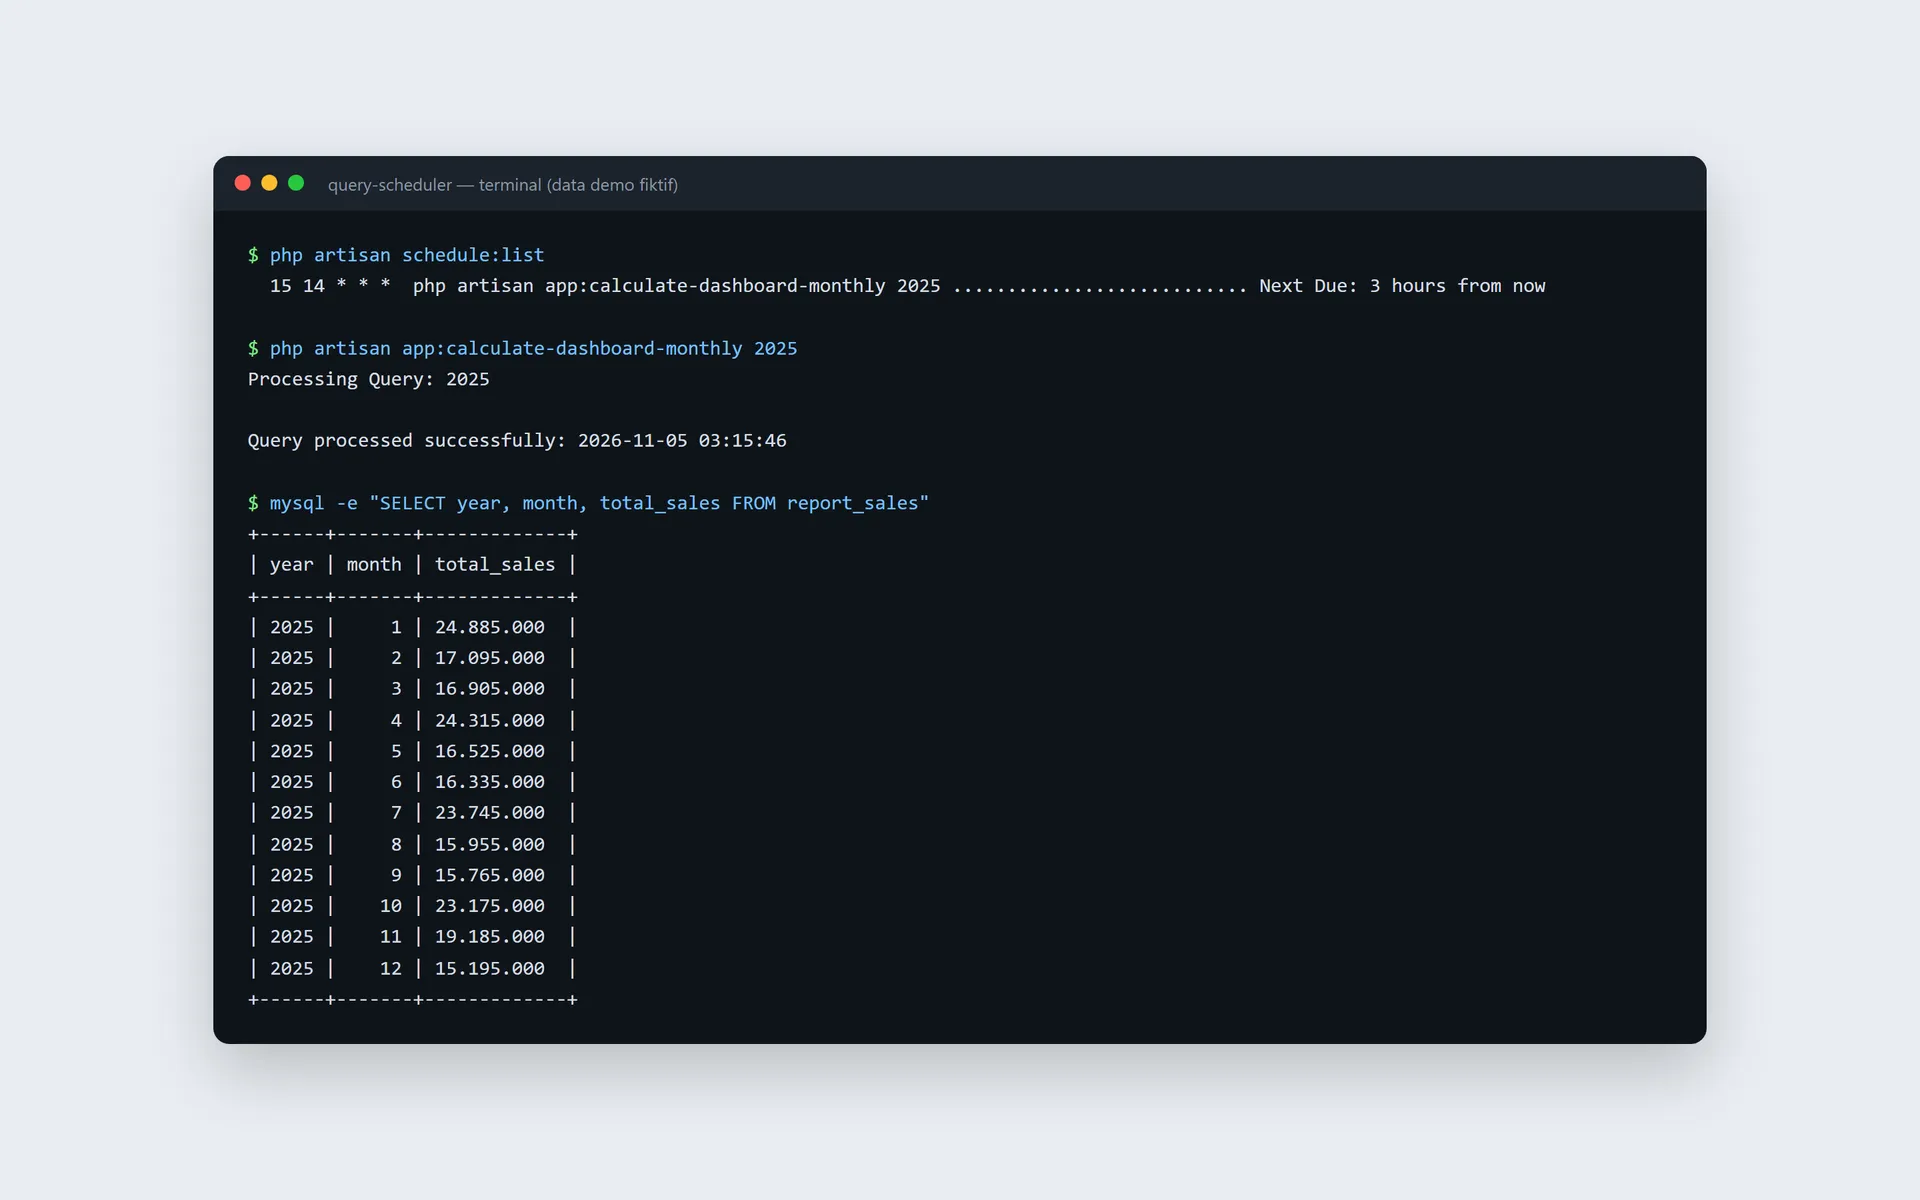 query-scheduler — terminal (data demo fiktif)
$ php artisan schedule:list
  15 14 * * *  php artisan app:calculate-dashboard-monthly 2025 ........................... Next Due: 3 hours from now
$ php artisan app:calculate-dashboard-monthly 2025
Processing Query: 2025
Query processed successfully: 2026-11-05 03:15:46
$ mysql -e "SELECT year, month, total_sales FROM report_sales"
+------+-------+-------------+
| year | month | total_sales |
+------+-------+-------------+
| 2025 |     1 | 24.885.000  |
| 2025 |     2 | 17.095.000  |
| 2025 |     3 | 16.905.000  |
| 2025 |     4 | 24.315.000  |
| 2025 |     5 | 16.525.000  |
| 2025 |     6 | 16.335.000  |
| 2025 |     7 | 23.745.000  |
| 2025 |     8 | 15.955.000  |
| 2025 |     9 | 15.765.000  |
| 2025 |    10 | 23.175.000  |
| 2025 |    11 | 19.185.000  |
| 2025 |    12 | 15.195.000  |
+------+-------+-------------+